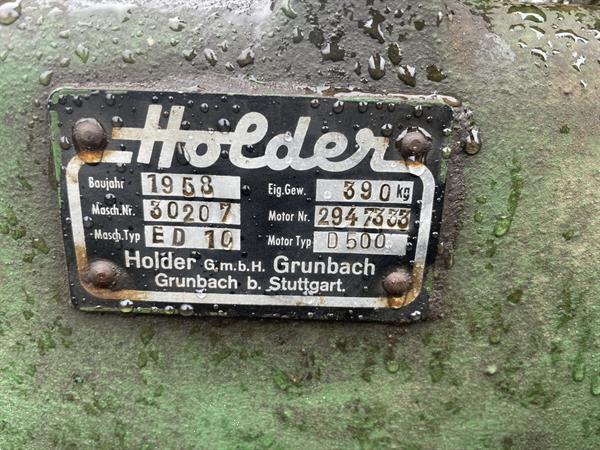 Holder
Baujahr 1958 Eig.Gew. 390 kg
Masch.Nr. 30207 Motor Nr. 2947333
Masch.Typ ED 10 Motor Typ D 500
Holder G.m.b.H. Grunbach
Grunbach b. Stuttgart.